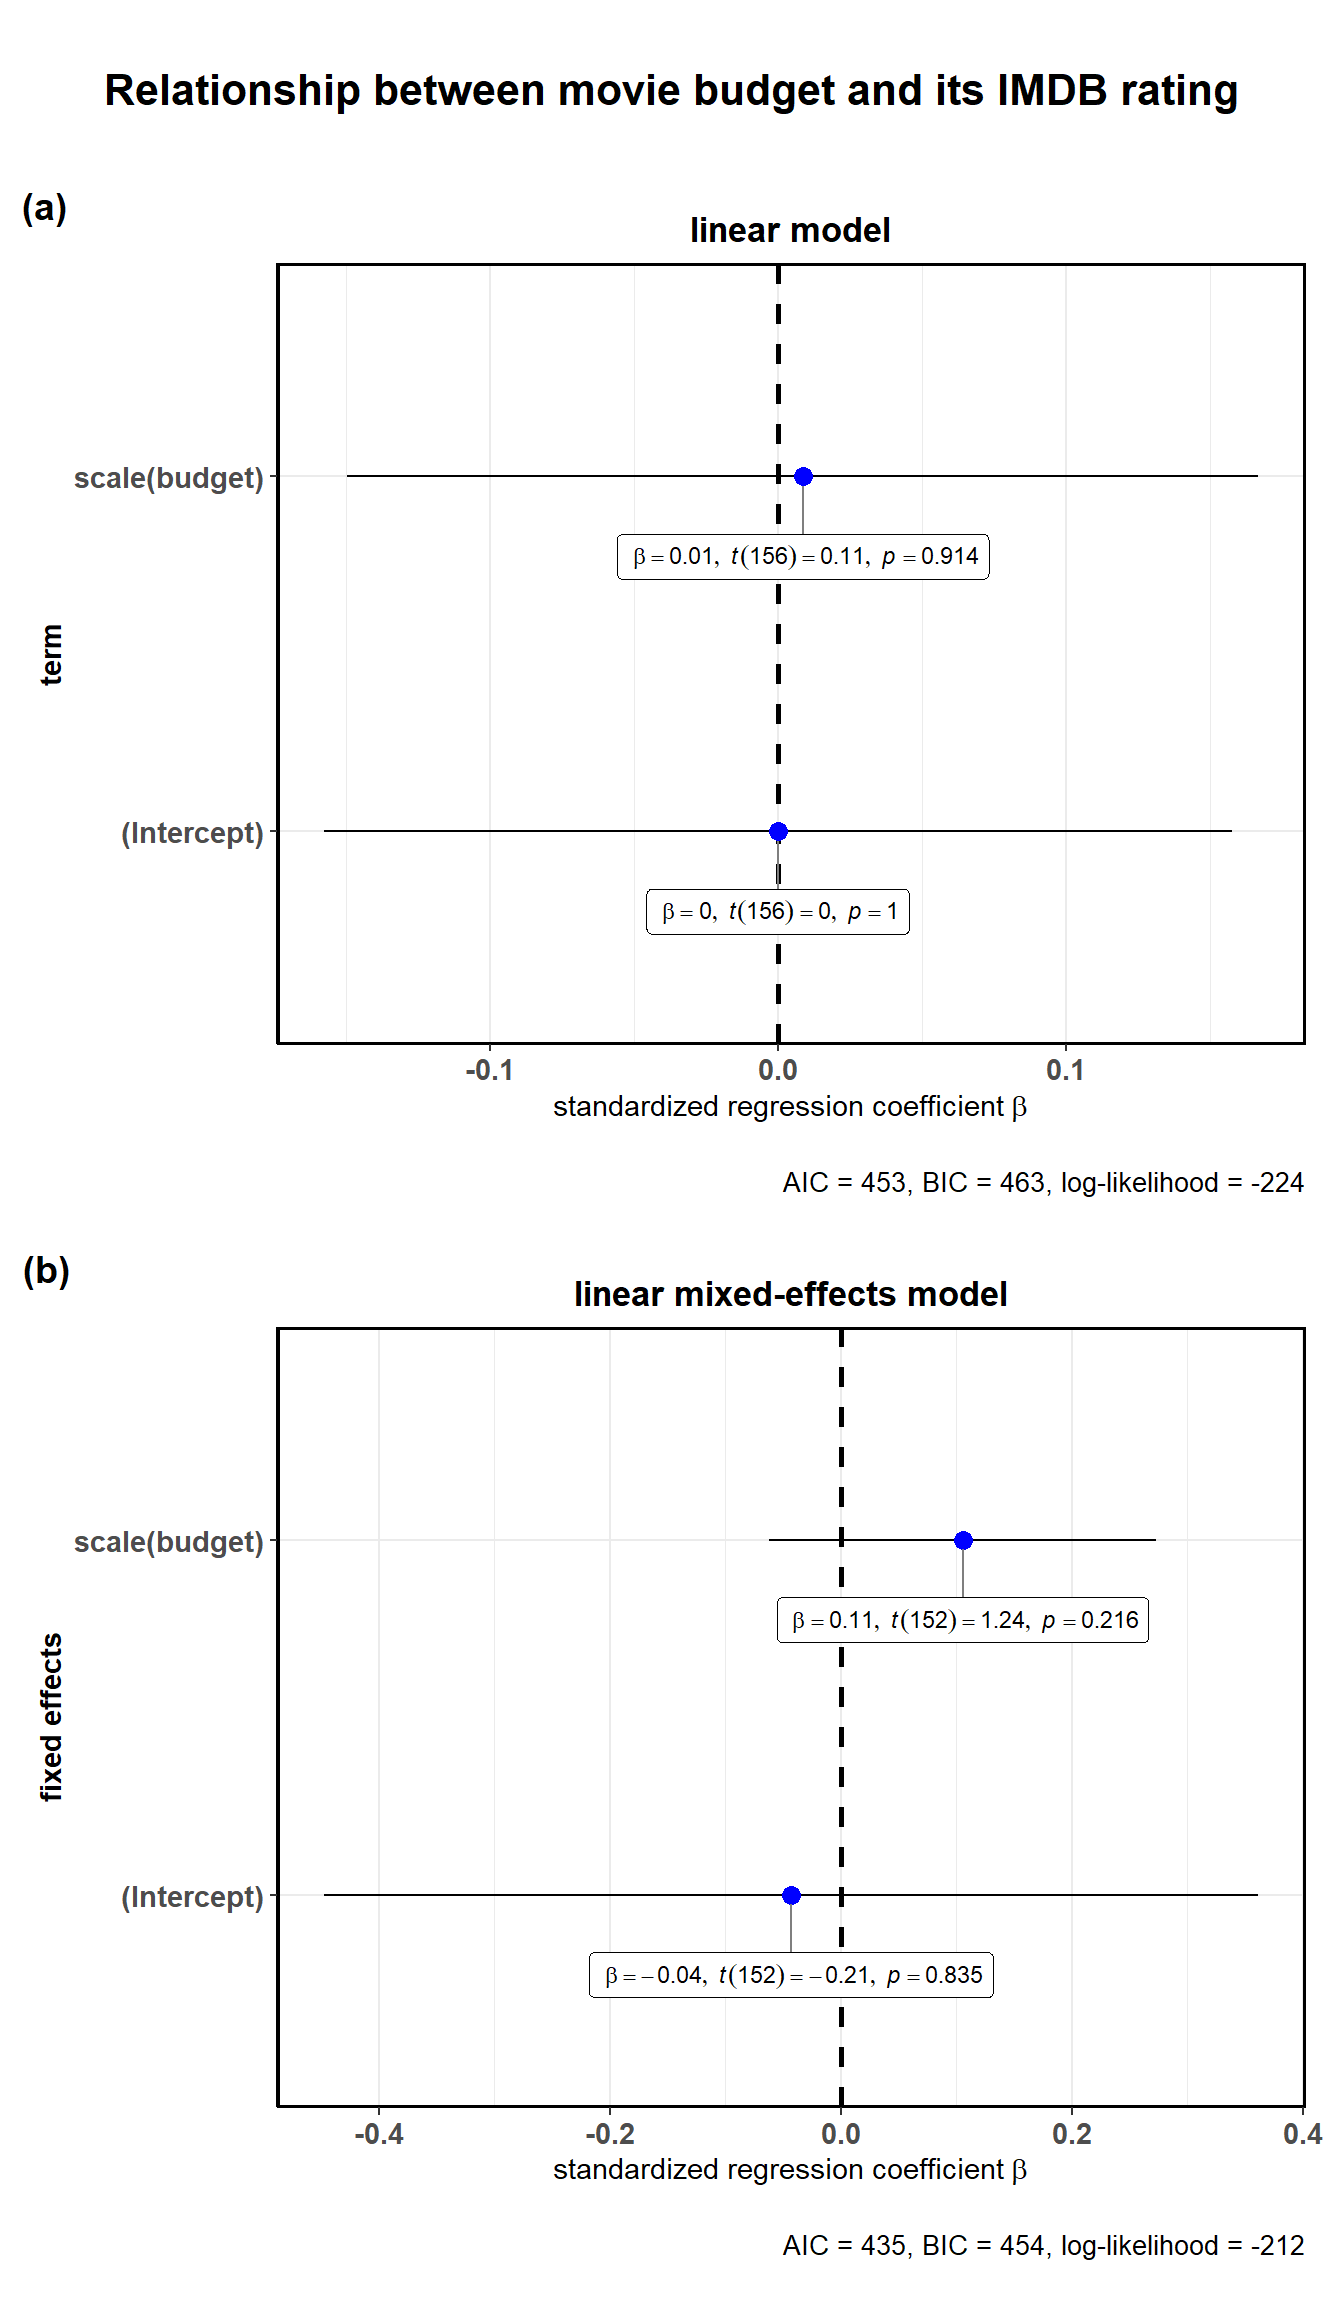 Relationship between movie budget and its IMDB rating
(a)
linear model
scale(budget)
β = 0.01, t(156) = 0.11, p = 0.914
term
(Intercept)
β = 0, t(156) = 0, p = 1
-0.1 0.0 0.1
standardized regression coefficient β
AIC = 453, BIC = 463, log-likelihood = -224
(b)
linear mixed-effects model
scale(budget)
β = 0.11, t(152) = 1.24, p = 0.216
fixed effects
(Intercept)
β = −0.04, t(152) = −0.21, p = 0.835
-0.4 -0.2 0.0 0.2 0.4
standardized regression coefficient β
AIC = 435, BIC = 454, log-likelihood = -212